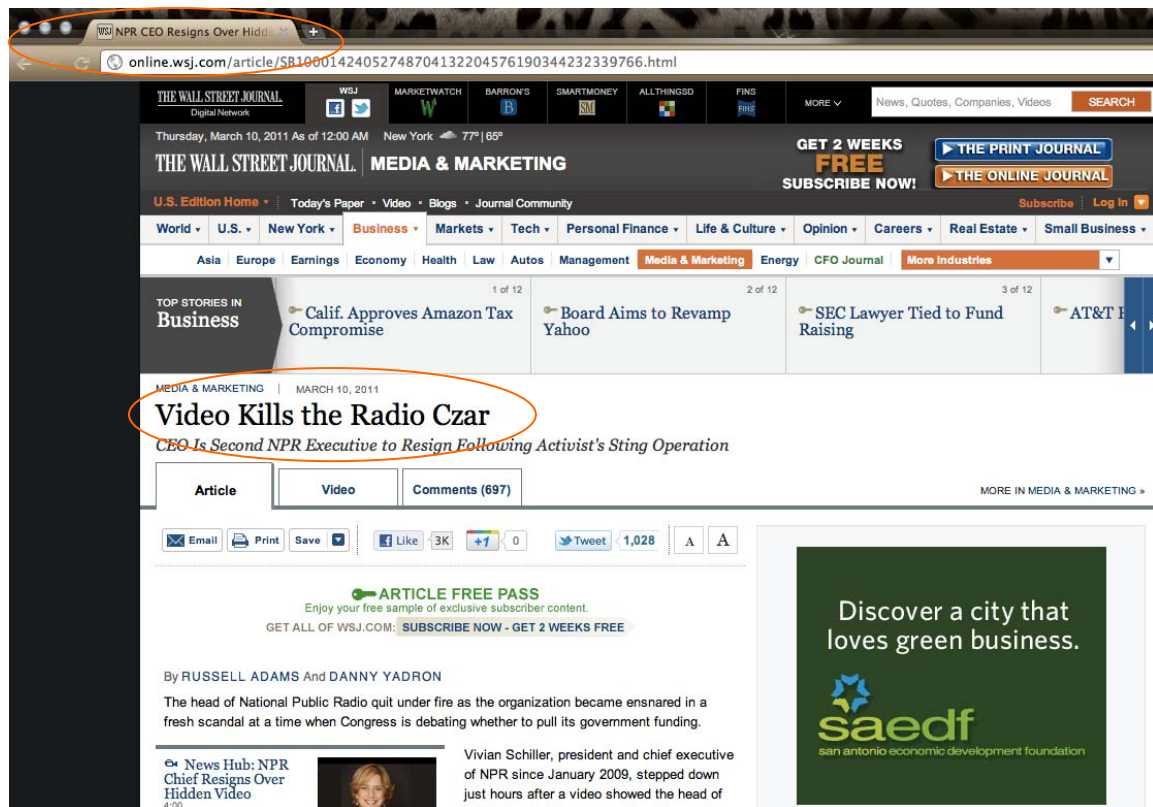 WSJ NPR CEO Resigns Over Hidde
online.wsj.com/article/SB10001424052748704132204576190344232339766.html
THE WALL STREET JOURNAL.
Digital Network
WSJ
MARKETWATCH
BARRON'S
SMARTMONEY
ALLTHINGSD
FINS
MORE
News, Quotes, Companies, Videos
SEARCH
Thursday, March 10, 2011 As of 12:00 AM New York 77º|65º
THE WALL STREET JOURNAL. | MEDIA & MARKETING
GET 2 WEEKS
FREE
SUBSCRIBE NOW!
THE PRINT JOURNAL
THE ONLINE JOURNAL
U.S. Edition Home Today's Paper • Video • Blogs • Journal Community Subscribe Log In
World U.S. New York Business Markets Tech Personal Finance Life & Culture Opinion Careers Real Estate Small Business
Asia Europe Earnings Economy Health Law Autos Management Media & Marketing Energy CFO Journal More Industries
TOP STORIES IN
Business
1 of 12
Calif. Approves Amazon Tax
Compromise
2 of 12
Board Aims to Revamp
Yahoo
3 of 12
SEC Lawyer Tied to Fund
Raising
AT&T
MEDIA & MARKETING | MARCH 10, 2011
Video Kills the Radio Czar
CEO Is Second NPR Executive to Resign Following Activist's Sting Operation
Article Video Comments (697)
MORE IN MEDIA & MARKETING »
Email Print Save Like 3K +1 0 Tweet 1,028 A A
ARTICLE FREE PASS
Enjoy your free sample of exclusive subscriber content.
GET ALL OF WSJ.COM: SUBSCRIBE NOW - GET 2 WEEKS FREE
By RUSSELL ADAMS And DANNY YADRON
The head of National Public Radio quit under fire as the organization became ensnared in a
fresh scandal at a time when Congress is debating whether to pull its government funding.
News Hub: NPR
Chief Resigns Over
Hidden Video
4:00
Vivian Schiller, president and chief executive
of NPR since January 2009, stepped down
just hours after a video showed the head of
Discover a city that
loves green business.
saedf
san antonio economic development foundation